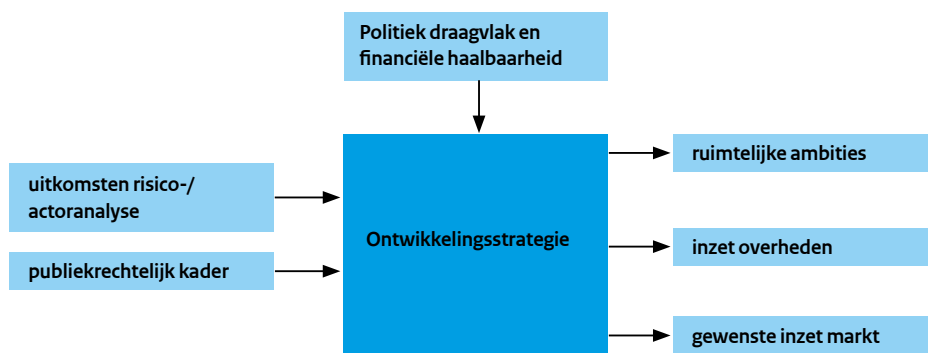 Politiek draagvlak en
financiële haalbaarheid
uitkomsten risico-/
actoranalyse
publiekrechtelijk kader
Ontwikkelingsstrategie
ruimtelijke ambities
inzet overheden
gewenste inzet markt